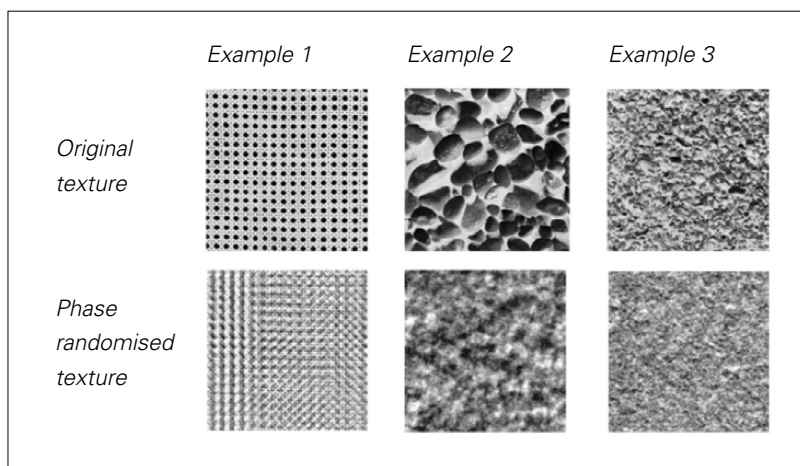 Example 1
Example 2
Example 3
Original
texture
Phase
randomised
texture